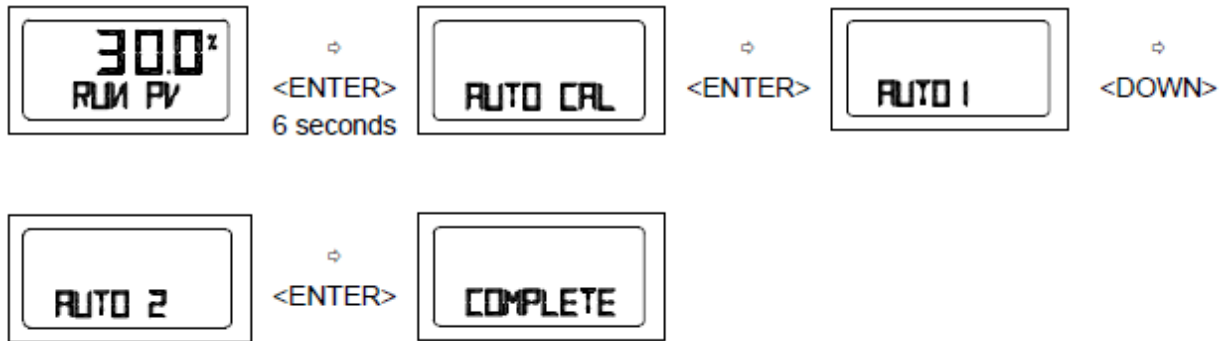 30.0%
RUN PV
⇨
<ENTER>
6 seconds
AUTO CAL
⇨
<ENTER>
AUTO 1
⇨
<DOWN>
AUTO 2
⇨
<ENTER>
COMPLETE